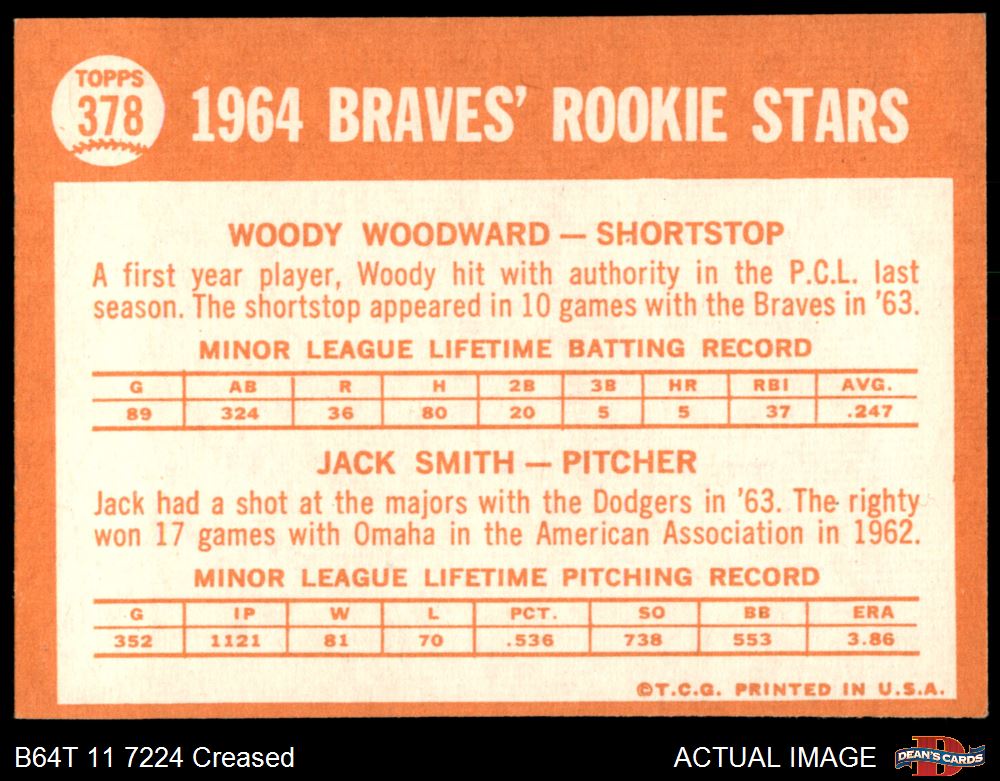 TOPPS
378
1964 BRAVES' ROOKIE STARS
WOODY WOODWARD — SHORTSTOP
A first year player, Woody hit with authority in the P.C.L. last
season. The shortstop appeared in 10 games with the Braves in '63.
MINOR LEAGUE LIFETIME BATTING RECORD
G AB R H 2B 3B HR RBI AVG.
89 324 36 80 20 5 5 37 .247
JACK SMITH — PITCHER
Jack had a shot at the majors with the Dodgers in '63. The righty
won 17 games with Omaha in the American Association in 1962.
MINOR LEAGUE LIFETIME PITCHING RECORD
G IP W L PCT. SO BB ERA
352 1121 81 70 .536 738 553 3.86
©T.C.G. PRINTED IN U.S.A.
B64T 11 7224 Creased
ACTUAL IMAGE
D
DEAN'S CARDS